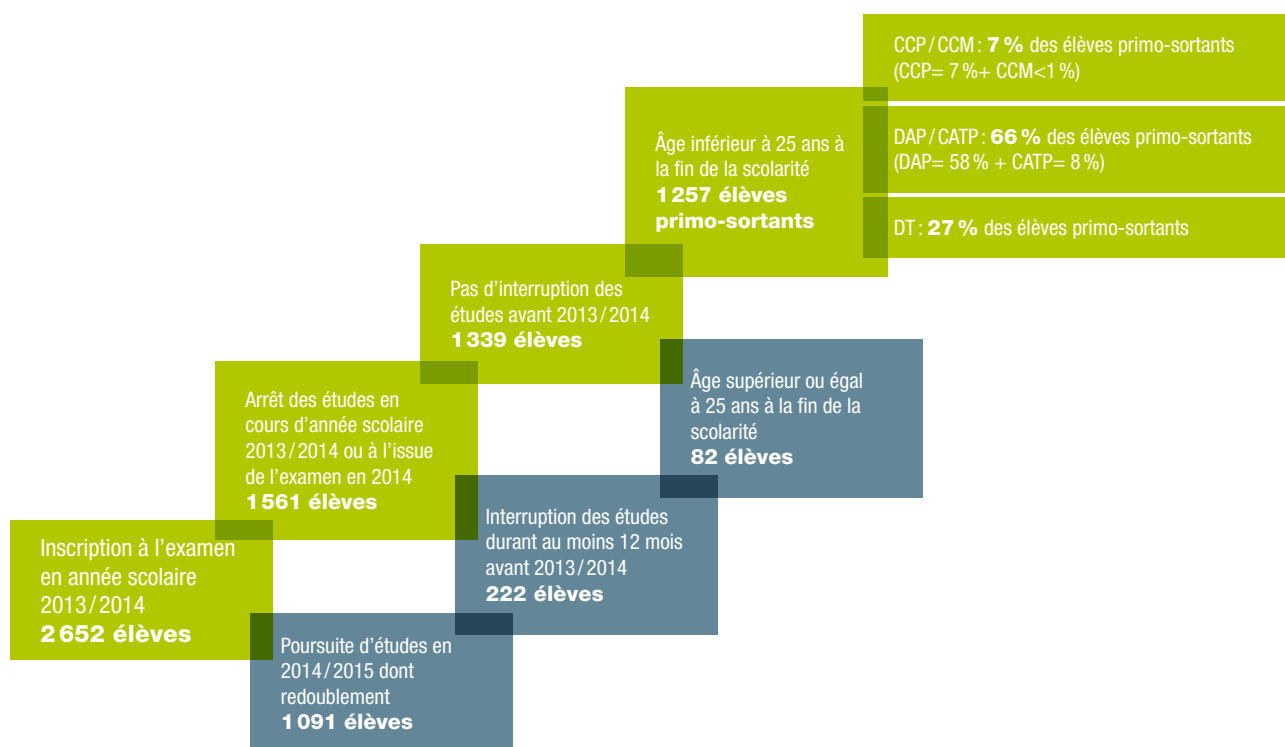 CCP / CCM : 7 % des élèves primo-sortants
(CCP= 7 %+ CCM<1 %)
DAP / CATP : 66 % des élèves primo-sortants
(DAP= 58 % + CATP= 8 %)
DT : 27 % des élèves primo-sortants
Âge inférieur à 25 ans à
la fin de la scolarité
1 257 élèves
primo-sortants
Pas d'interruption des
études avant 2013 / 2014
1 339 élèves
Âge supérieur ou égal
à 25 ans à la fin de la
scolarité
82 élèves
Arrêt des études en
cours d'année scolaire
2013 / 2014 ou à l'issue
de l'examen en 2014
1 561 élèves
Interruption des études
durant au moins 12 mois
avant 2013 / 2014
222 élèves
Inscription à l'examen
en année scolaire
2013 / 2014
2 652 élèves
Poursuite d'études en
2014 / 2015 dont
redoublement
1 091 élèves